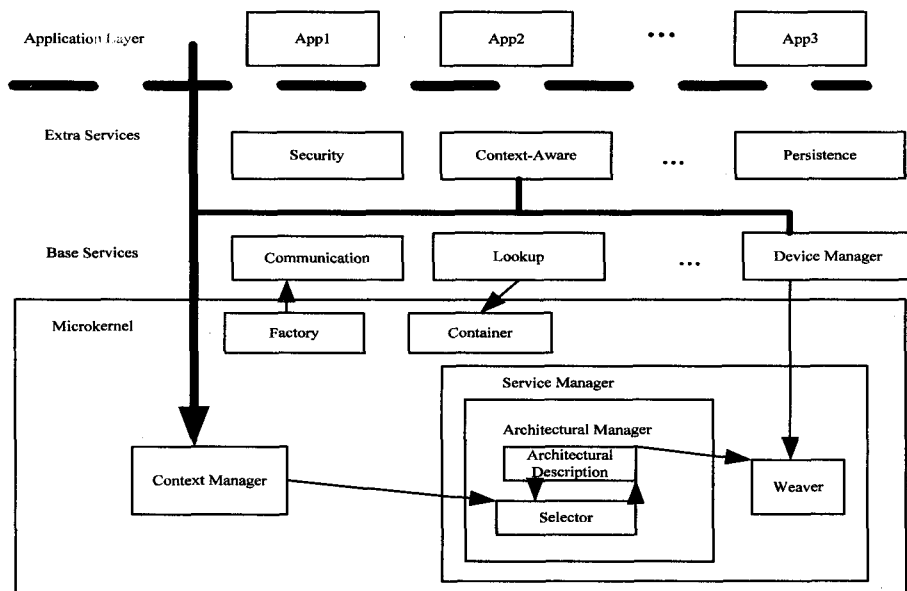 Application Layer
App1
App2
...
App3
Extra Services
Security
Context-Aware
...
Persistence
Base Services
Communication
Lookup
...
Device Manager
Microkernel
Factory
Container
Service Manager
Architectural Manager
Architectural
Description
Context Manager
Selector
Weaver